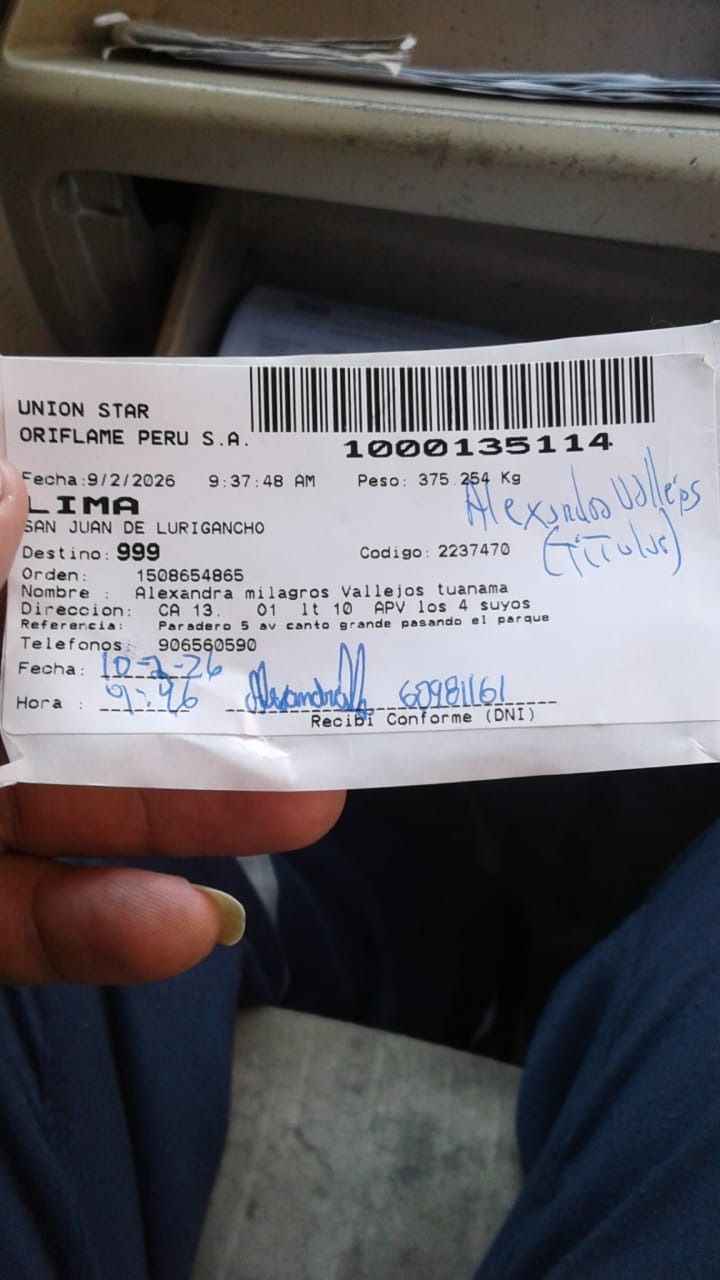 UNION STAR
ORIFLAME PERU S.A.
1000135114
Fecha:9/2/2026 9:37:48 AM Peso: 375.254 Kg
LIMA
Alexandra Vallejos
(Titular)
SAN JUAN DE LURIGANCHO
Destino: 999 Codigo: 2237470
Orden: 1508654865
Nombre : Alexandra milagros Vallejos tuanama
Direccion: CA 13. O1 lt 10 APV los 4 suyos
Referencia: Paradero 5 av canto grande pasando el parque
Telefonos: 906560590
Fecha: 10-2-26
Hora : 9:46 60981161
Recibi Conforme (DNI)